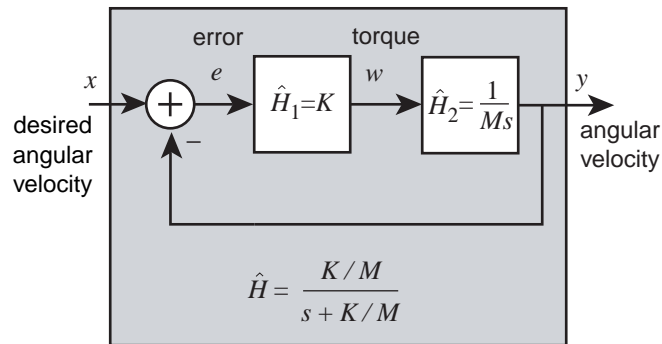 error
torque
x
e
w
y
+
−
Ĥ₁=K
Ĥ₂= 1/Ms
desired
angular
velocity
angular
velocity
Ĥ = K / M
s + K / M